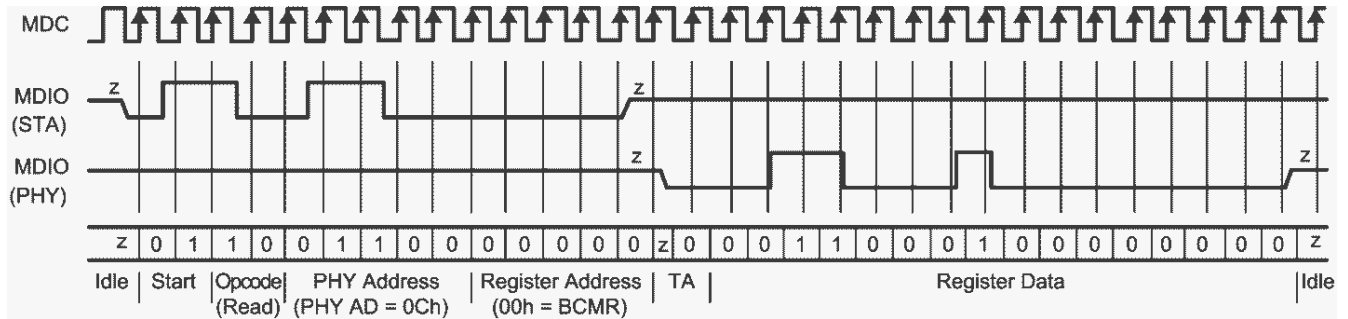 MDC
z
MDIO
(STA)
z
MDIO
(PHY)
z
z
z 0 1 1 0 0 1 1 0 0 0 0 0 0 0 z 0 0 0 1 1 0 0 0 1 0 0 0 0 0 0 0 0 z
Idle Start Opcode PHY Address Register Address TA Register Data Idle
(Read) (PHY AD = 0Ch) (00h = BCMR)